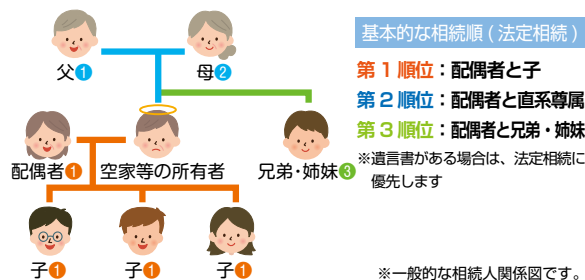 父❶
母❷
配偶者❶
空家等の所有者
兄弟・姉妹❸
子❶
子❶
子❶
基本的な相続順(法定相続)
第1順位：配偶者と子
第2順位：配偶者と直系尊属
第3順位：配偶者と兄弟・姉妹
※遺言書がある場合は、法定相続に
優先します
※一般的な相続人関係図です。